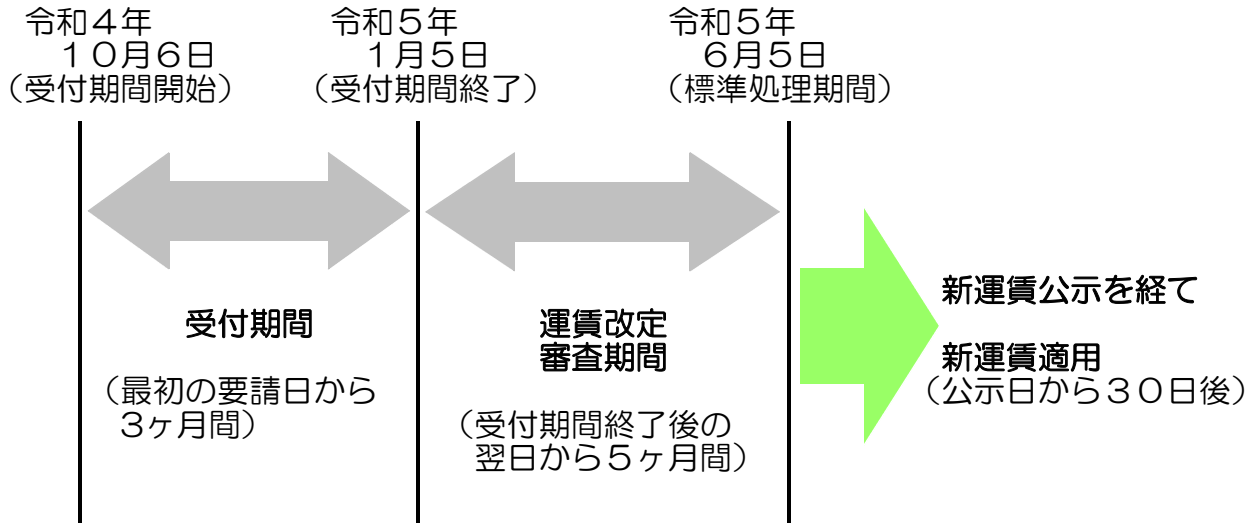 令和４年
１０月６日
（受付期間開始）
令和５年
１月５日
（受付期間終了）
令和５年
６月５日
（標準処理期間）
受付期間
（最初の要請日から
３ヶ月間）
運賃改定
審査期間
（受付期間終了後の
翌日から５ヶ月間）
新運賃公示を経て
新運賃適用
（公示日から３０日後）